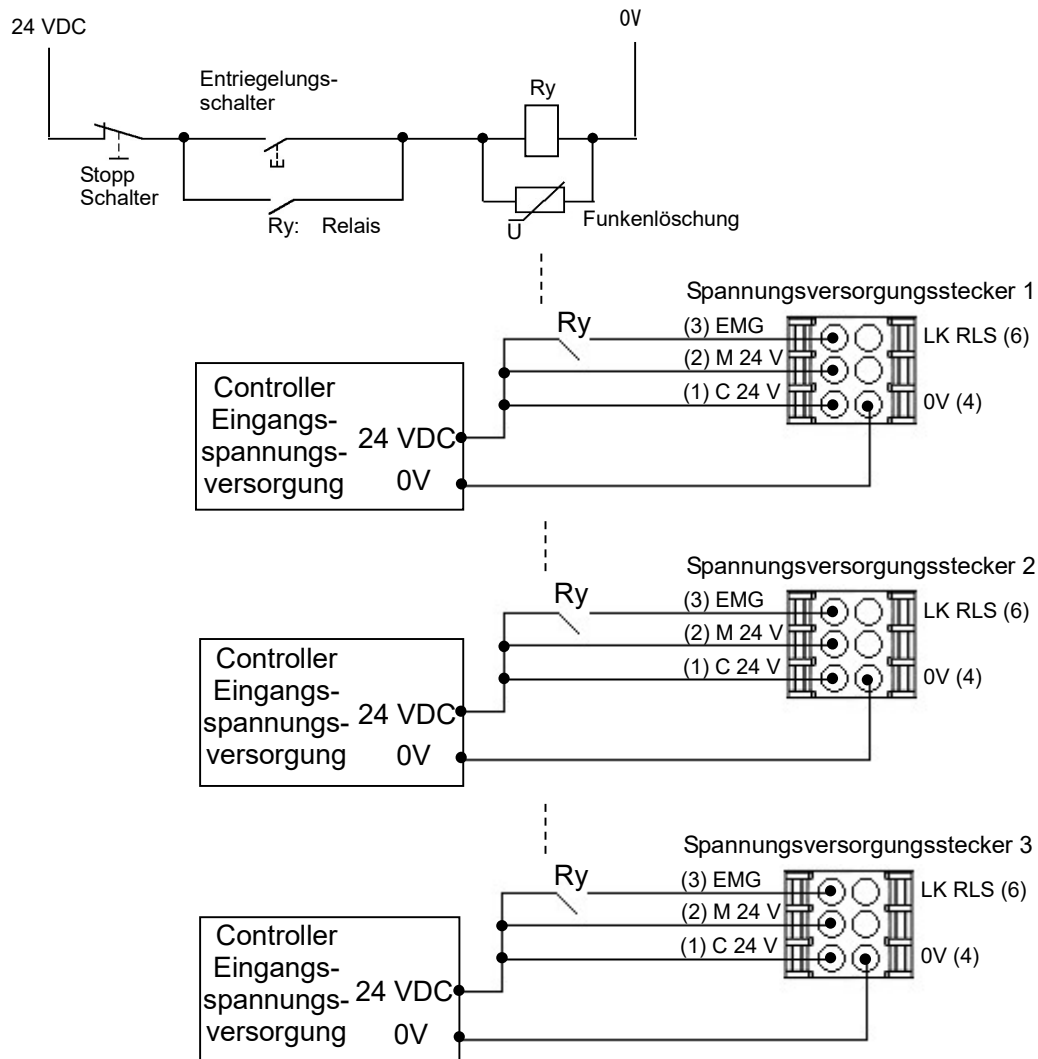 24 VDC
0V
Entriegelungs-
schalter
Ry
Stopp
Schalter
Ry: Relais
U
Funkenlöschung
Spannungsversorgungsstecker 1
Ry
(3) EMG
LK RLS (6)
(2) M 24 V
(1) C 24 V
0V (4)
Controller
Eingangs-
spannungs-
versorgung
24 VDC
0V
Spannungsversorgungsstecker 2
Ry
(3) EMG
LK RLS (6)
(2) M 24 V
(1) C 24 V
0V (4)
Controller
Eingangs-
spannungs-
versorgung
24 VDC
0V
Spannungsversorgungsstecker 3
Ry
(3) EMG
LK RLS (6)
(2) M 24 V
(1) C 24 V
0V (4)
Controller
Eingangs-
spannungs-
versorgung
24 VDC
0V